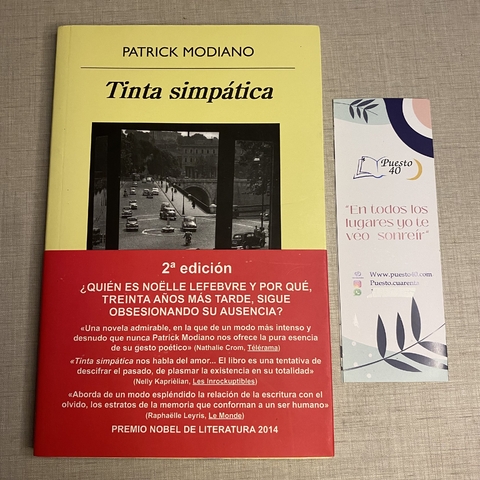 PATRICK MODIANO
Tinta simpática
2ª edición
¿QUIÉN ES NOËLLE LEFEBVRE Y POR QUÉ,
TREINTA AÑOS MÁS TARDE, SIGUE
OBSESIONANDO SU AUSENCIA?
«Una novela admirable, en la que de un modo más intenso y
desnudo que nunca Patrick Modiano nos ofrece la pura esencia
de su gesto poético» (Nathalie Crom, Télérama)
«Tinta simpática nos habla del amor... El libro es una tentativa de
descifrar el pasado, de plasmar la existencia en su totalidad»
(Nelly Kaprièlian, Les Inrockuptibles)
«Aborda de un modo espléndido la relación de la escritura con el
olvido, los estratos de la memoria que conforman a un ser humano»
(Raphaëlle Leyris, Le Monde)
PREMIO NOBEL DE LITERATURA 2014
Puesto
40
"En todos los
lugares yo te
veo sonreír"
Www.puesto40.com
Puesto.cuarenta